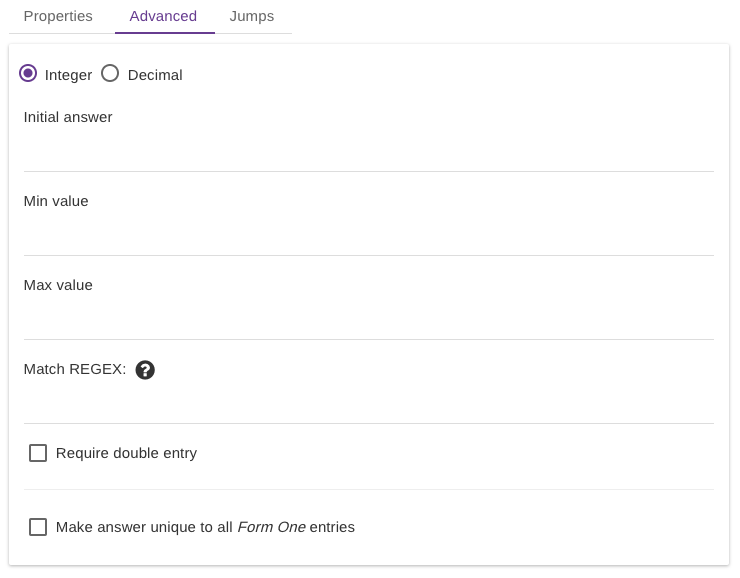 Properties Advanced Jumps
Integer Decimal
Initial answer
Min value
Max value
Match REGEX: ?
Require double entry
Make answer unique to all Form One entries